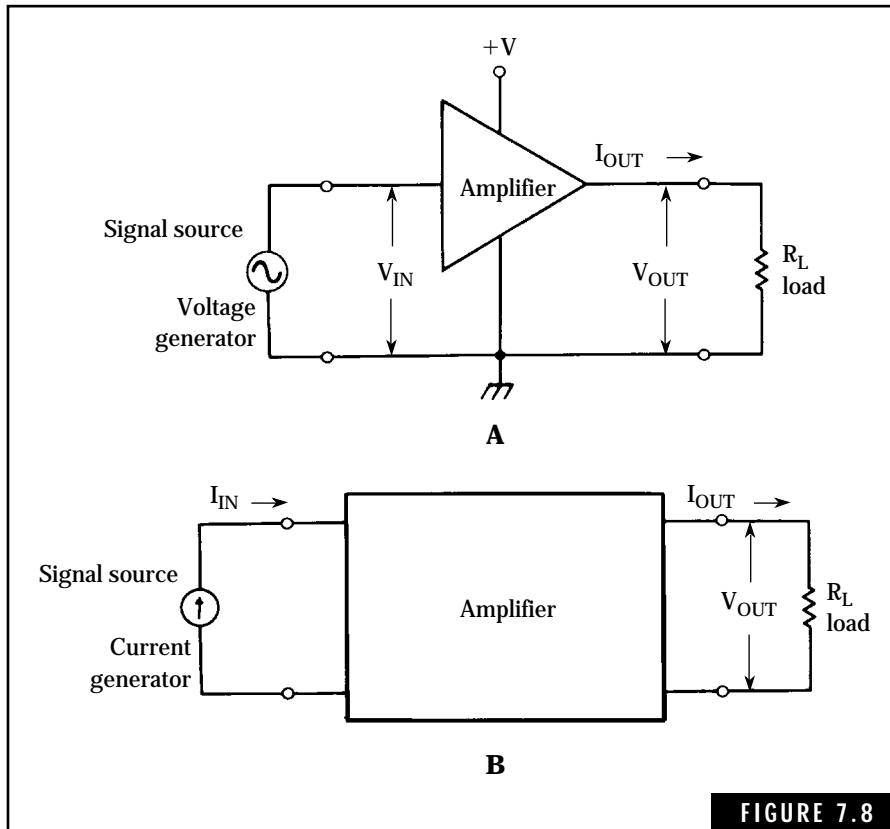 +V
I_OUT →
Amplifier
Signal source
V_IN
V_OUT
R_L
load
Voltage
generator
A
I_IN →
I_OUT →
Signal source
Amplifier
V_OUT
R_L
load
Current
generator
B
FIGURE 7.8